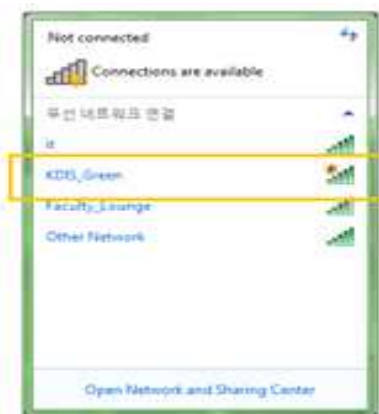 Not connected
Connections are available
무선 네트워크 연결
it
KDIS_Green
Faculty_Lounge
Other Network
Open Network and Sharing Center